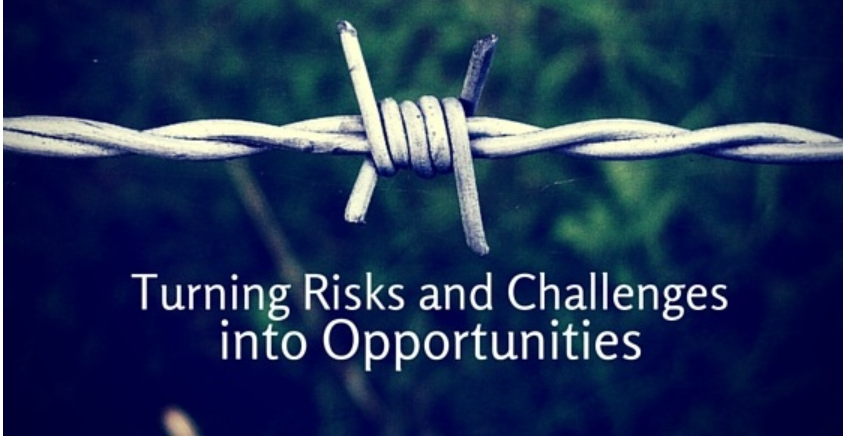 Turning Risks and Challenges
into Opportunities